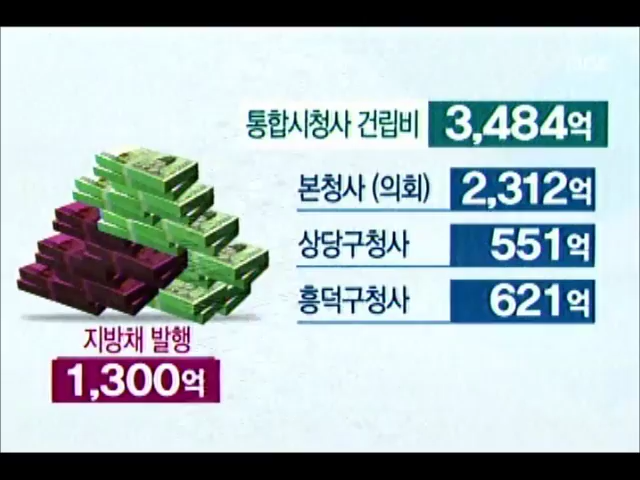 통합시청사 건립비 3,484억
본청사 (의회) 2,312억
상당구청사 551억
흥덕구청사 621억
지방채 발행
1,300억